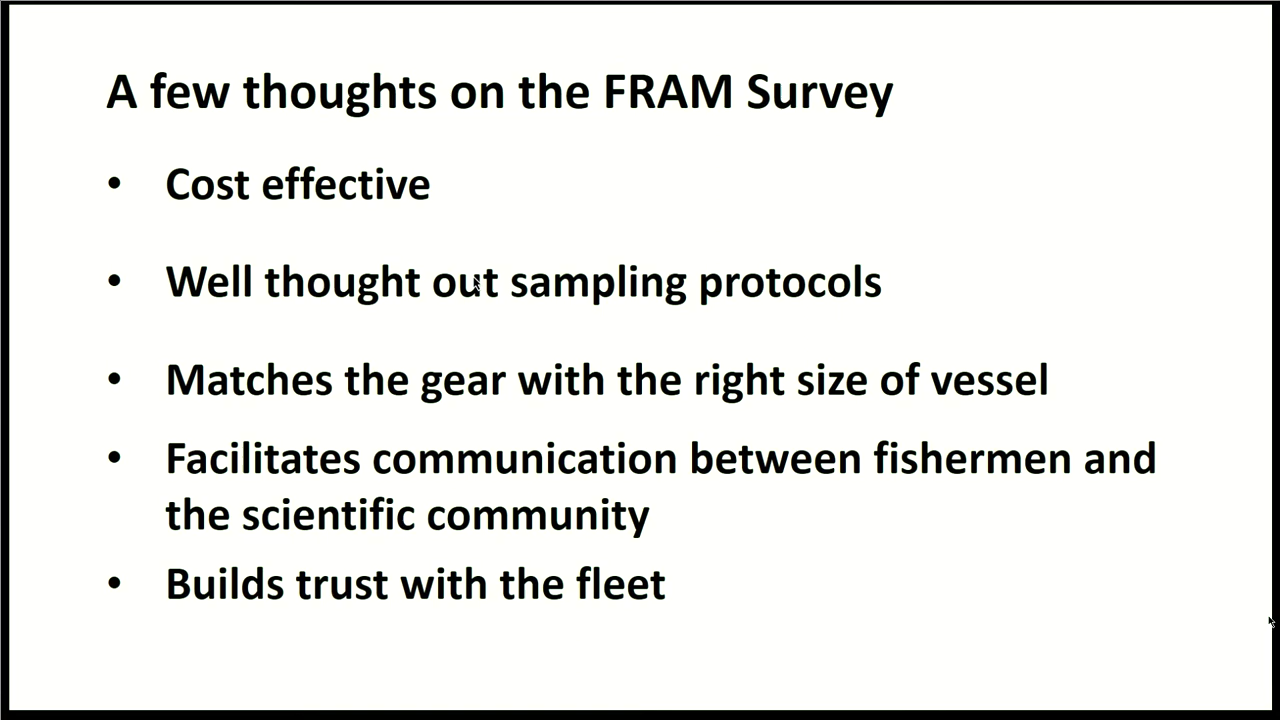 A few thoughts on the FRAM Survey
• Cost effective
• Well thought out sampling protocols
• Matches the gear with the right size of vessel
• Facilitates communication between fishermen and
the scientific community
• Builds trust with the fleet